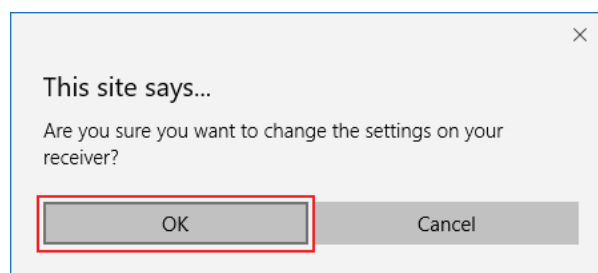 This site says...
Are you sure you want to change the settings on your
receiver?
OK Cancel